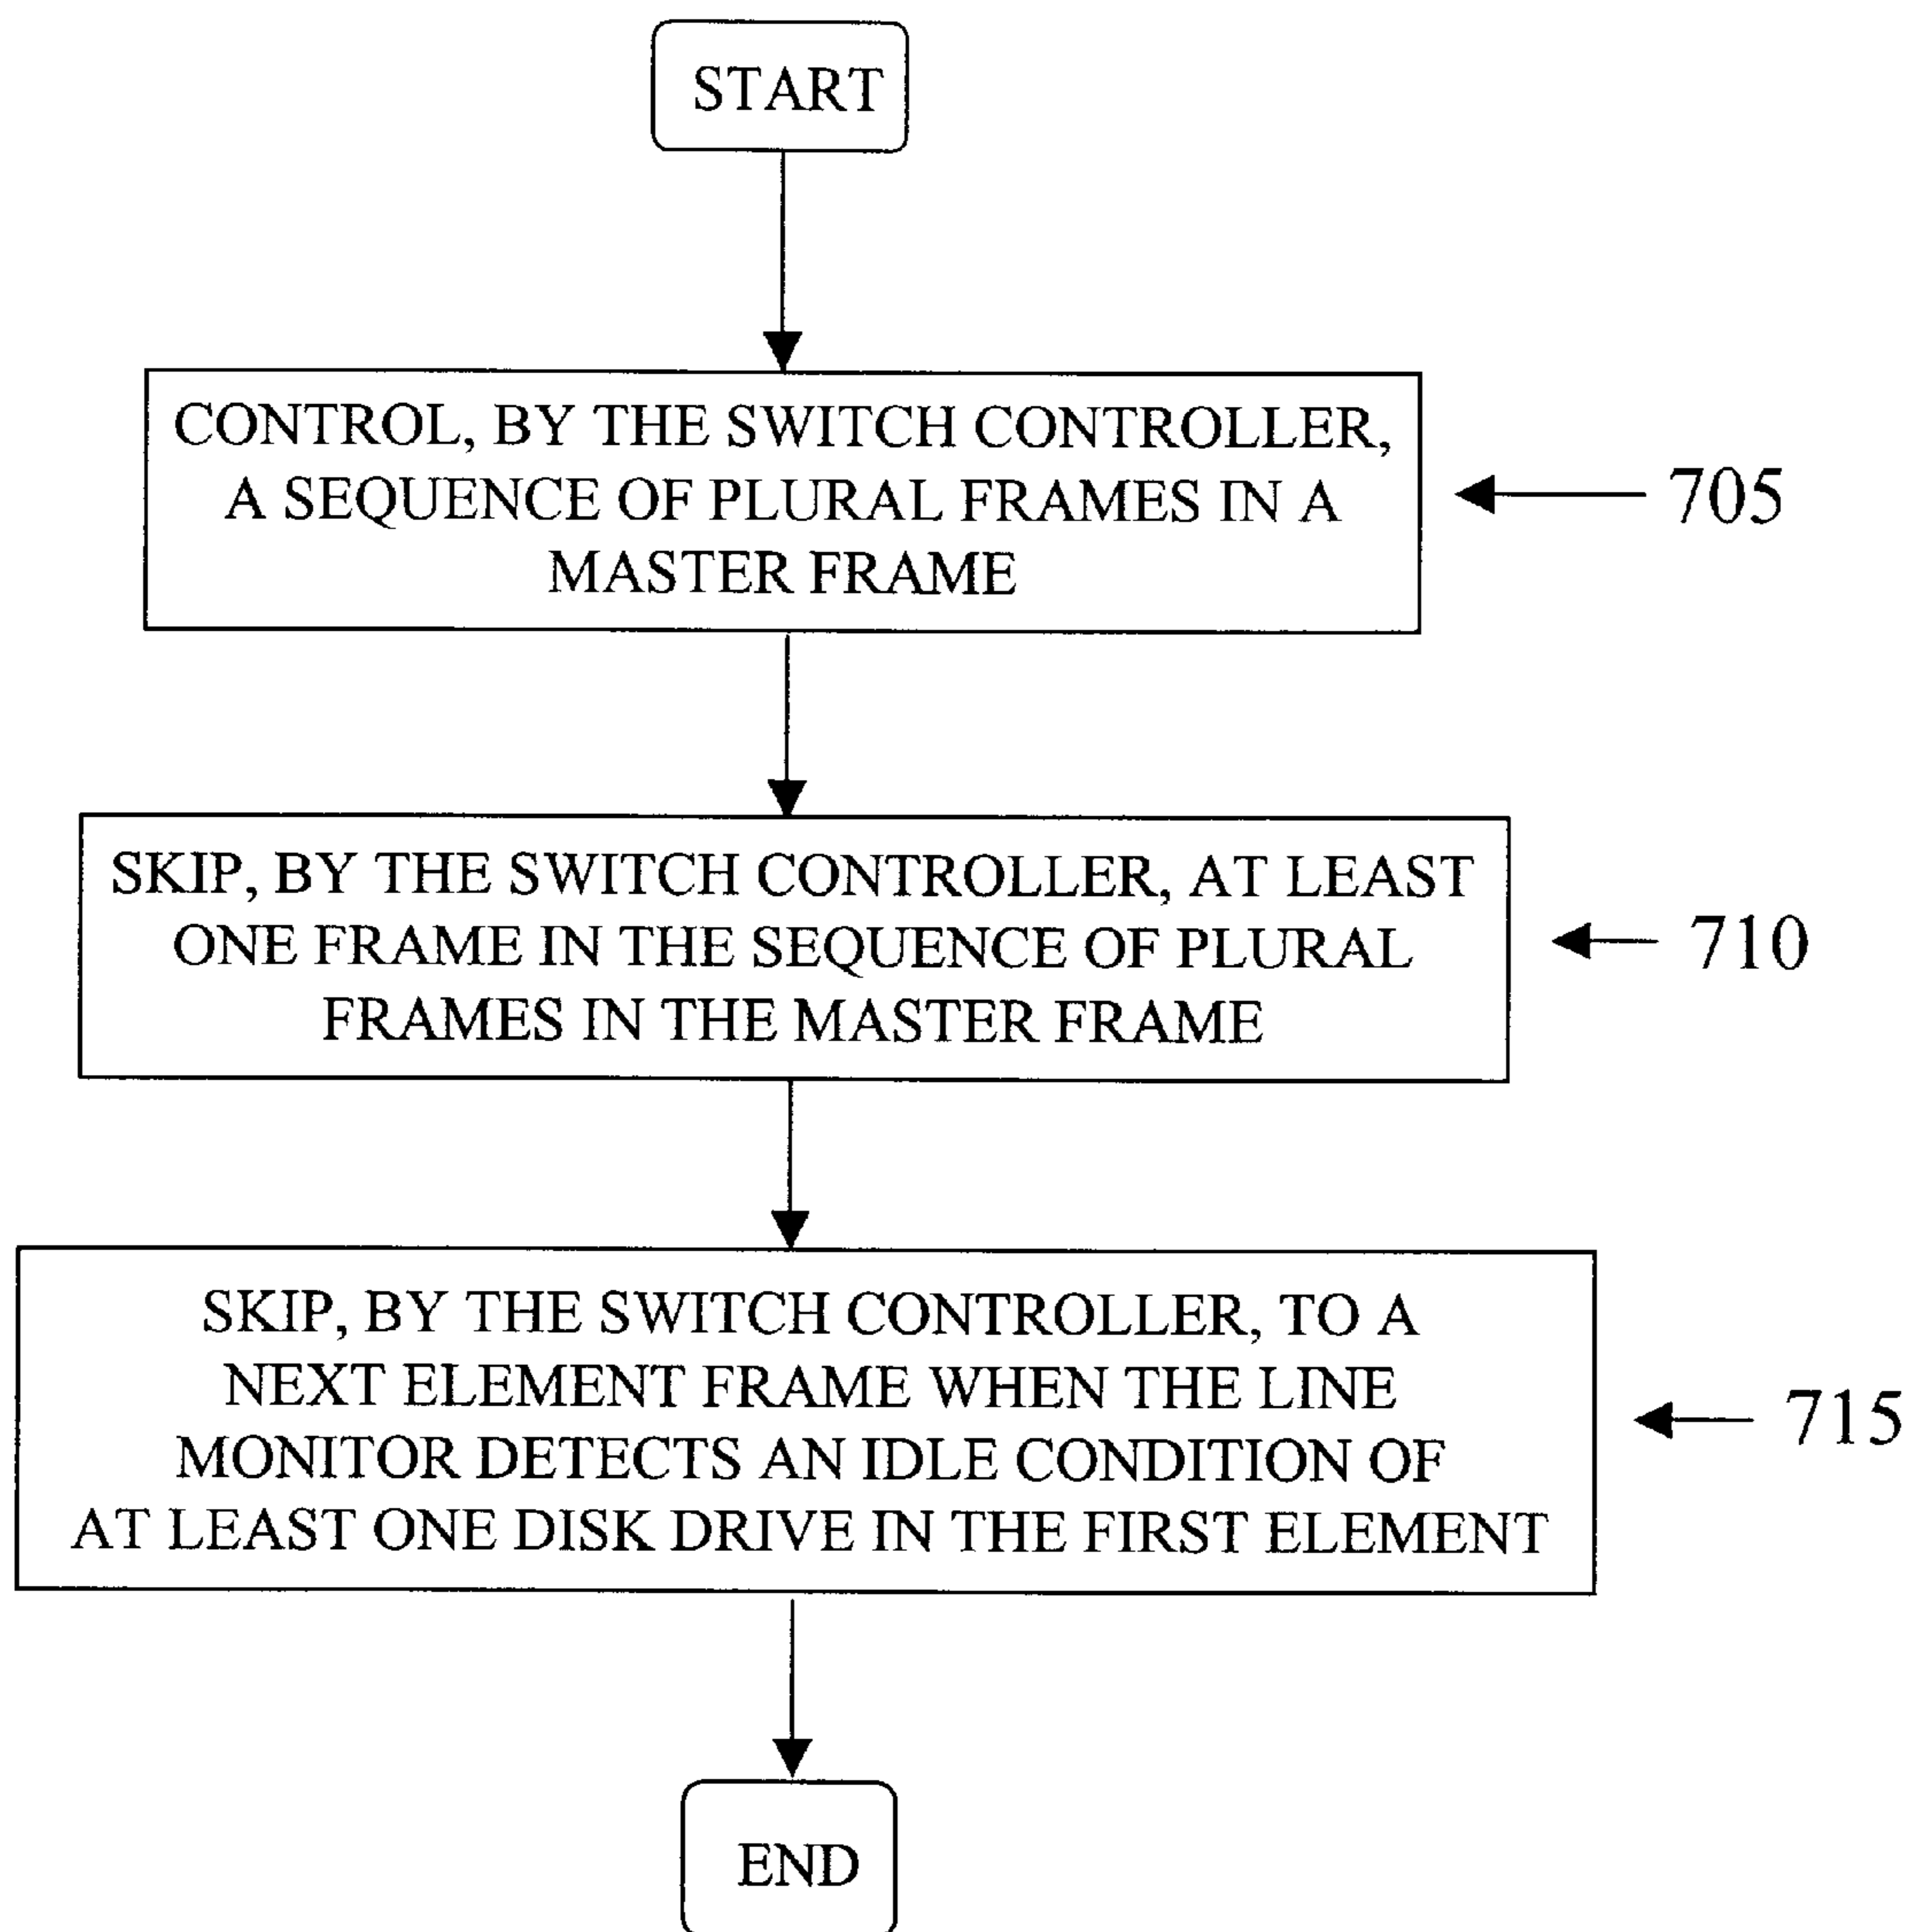 START
CONTROL, BY THE SWITCH CONTROLLER,
A SEQUENCE OF PLURAL FRAMES IN A
MASTER FRAME
705
SKIP, BY THE SWITCH CONTROLLER, AT LEAST
ONE FRAME IN THE SEQUENCE OF PLURAL
FRAMES IN THE MASTER FRAME
710
SKIP, BY THE SWITCH CONTROLLER, TO A
NEXT ELEMENT FRAME WHEN THE LINE
MONITOR DETECTS AN IDLE CONDITION OF
AT LEAST ONE DISK DRIVE IN THE FIRST ELEMENT
715
END